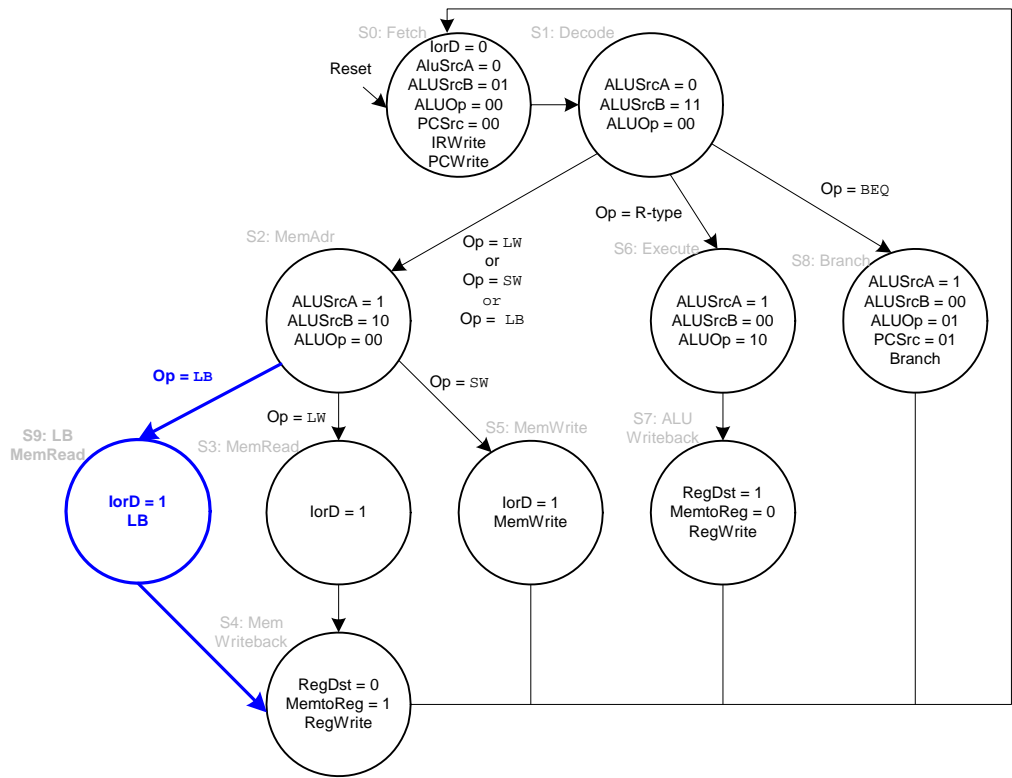 S0: Fetch
S1: Decode
Reset
IorD = 0
AluSrcA = 0
ALUSrcB = 01
ALUOp = 00
PCSrc = 00
IRWrite
PCWrite
ALUSrcA = 0
ALUSrcB = 11
ALUOp = 00
Op = LW
or
Op = SW
or
Op = LB
Op = R-type
Op = BEQ
S2: MemAdr
ALUSrcA = 1
ALUSrcB = 10
ALUOp = 00
S6: Execute
ALUSrcA = 1
ALUSrcB = 00
ALUOp = 10
S8: Branch
ALUSrcA = 1
ALUSrcB = 00
ALUOp = 01
PCSrc = 01
Branch
Op = LB
Op = LW
Op = SW
S9: LB
MemRead
IorD = 1
LB
S3: MemRead
IorD = 1
S5: MemWrite
IorD = 1
MemWrite
S7: ALU
Writeback
RegDst = 1
MemtoReg = 0
RegWrite
S4: Mem
Writeback
RegDst = 0
MemtoReg = 1
RegWrite